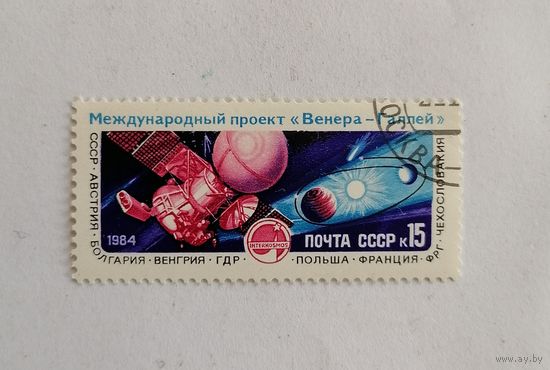 Международный проект «Венера – Галлей»
СССР · АВСТРИЯ · БОЛГАРИЯ · ВЕНГРИЯ · ГДР · ПОЛЬША · ФРАНЦИЯ · ФРГ · ЧЕХОСЛОВАКИЯ
1984
INTERKOSMOS
ПОЧТА СССР к15
www.ay.by